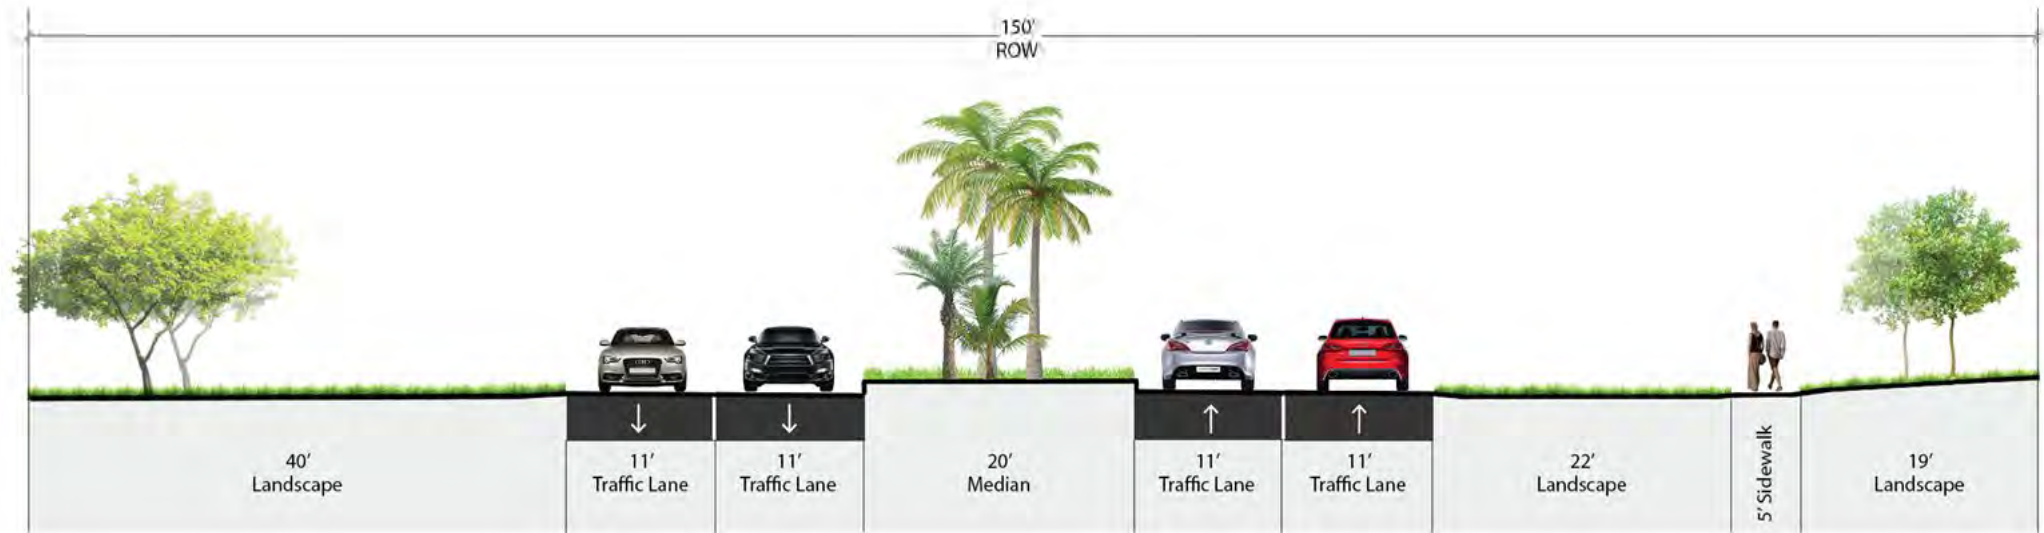 150'
ROW
40'
Landscape
11'
Traffic Lane
11'
Traffic Lane
20'
Median
11'
Traffic Lane
11'
Traffic Lane
22'
Landscape
5' Sidewalk
19'
Landscape